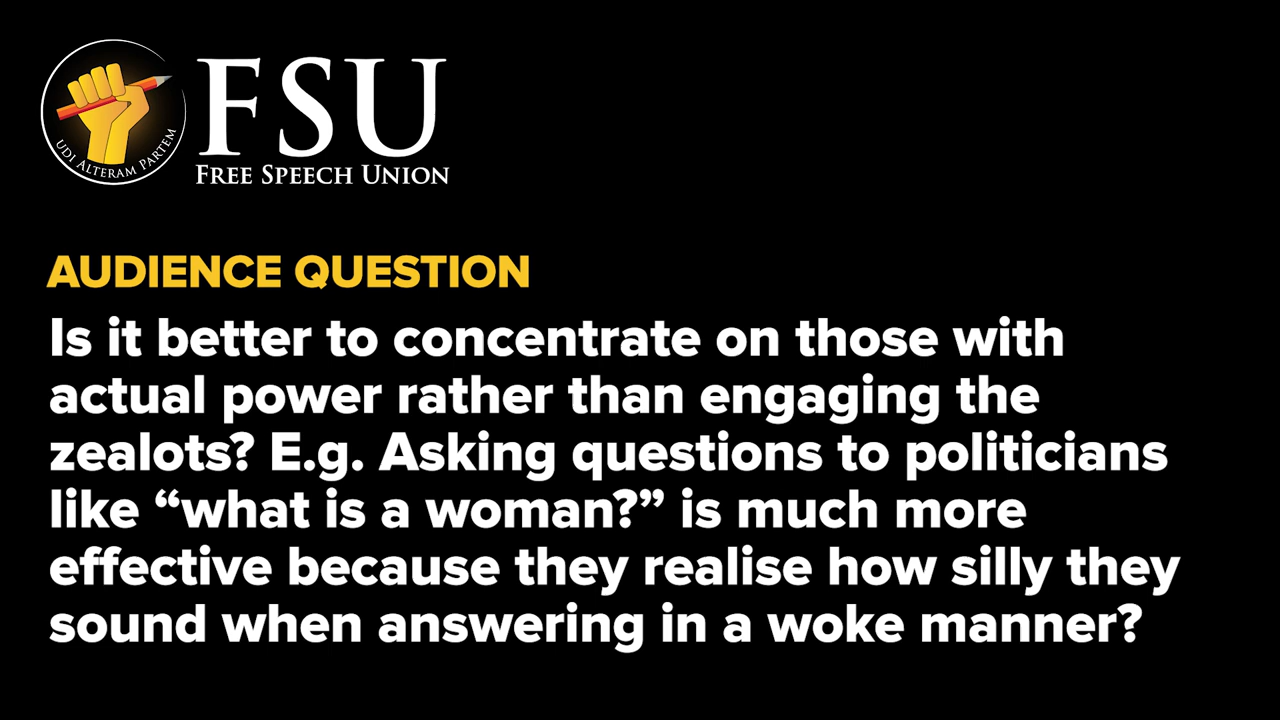 FSU
FREE SPEECH UNION
UDI ALTERAM PARTEM
AUDIENCE QUESTION
Is it better to concentrate on those with
actual power rather than engaging the
zealots? E.g. Asking questions to politicians
like “what is a woman?” is much more
effective because they realise how silly they
sound when answering in a woke manner?